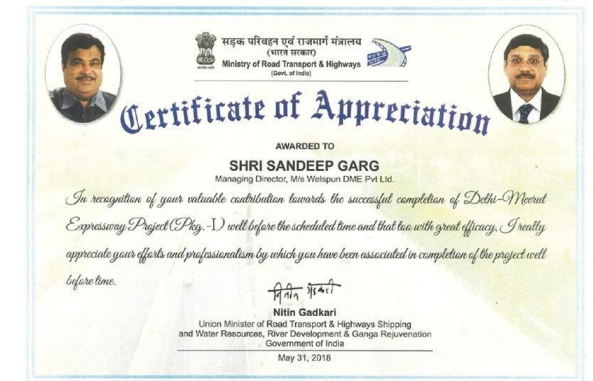 सड़क परिवहन एवं राजमार्ग मंत्रालय
(भारत सरकार)
Ministry of Road Transport & Highways
(Govt. of India)
Certificate of Appreciation
AWARDED TO
SHRI SANDEEP GARG
Managing Director, M/s Welspun DME Pvt Ltd.
In recognition of your valuable contribution towards the successful completion of Delhi-Meerut
Expressway Project (Pkg. -I) well before the scheduled time and that too with great efficacy, I really
appreciate your efforts and professionalism by which you have been associated in completion of the project well
before time.
नितिन गडकरी
Nitin Gadkari
Union Minister of Road Transport & Highways Shipping
and Water Resources, River Development & Ganga Rejuvenation
Government of India
May 31, 2018